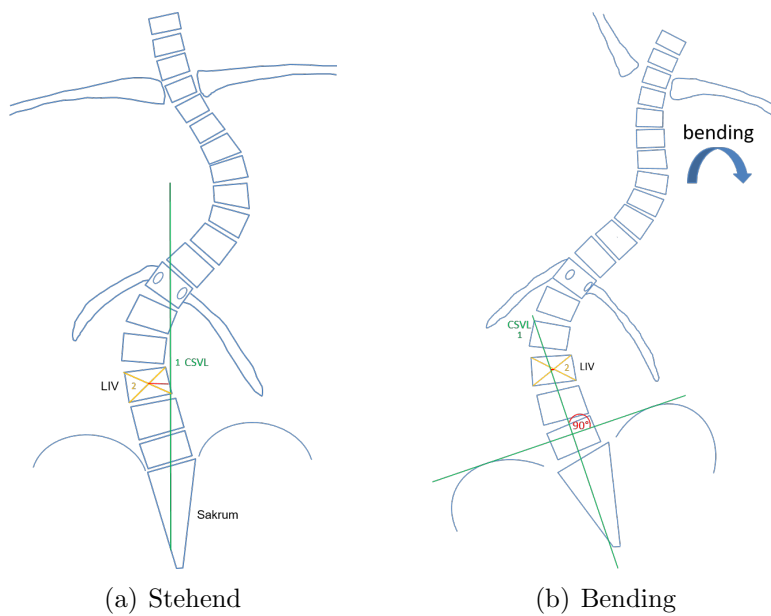 1 CSVL
LIV
2
Sakrum
(a) Stehend
bending
CSVL
1
2
LIV
90°
(b) Bending